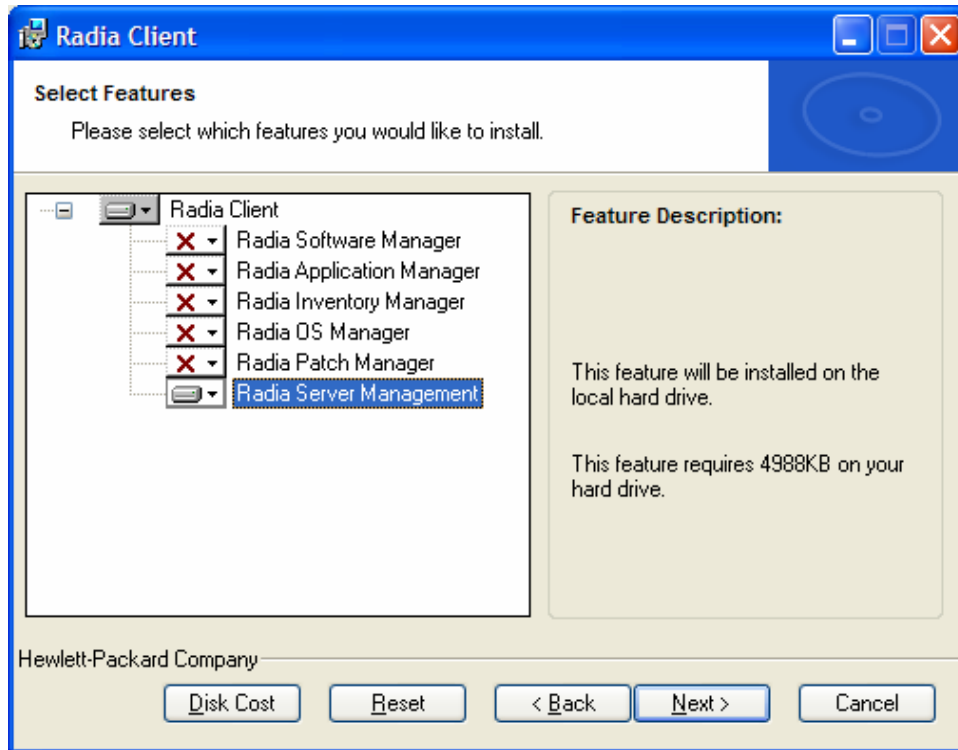 Radia Client
Select Features
Please select which features you would like to install.
Radia Client
Radia Software Manager
Radia Application Manager
Radia Inventory Manager
Radia OS Manager
Radia Patch Manager
Radia Server Management
Feature Description:
This feature will be installed on the
local hard drive.
This feature requires 4988KB on your
hard drive.
Hewlett-Packard Company
Disk Cost
Reset
< Back
Next >
Cancel